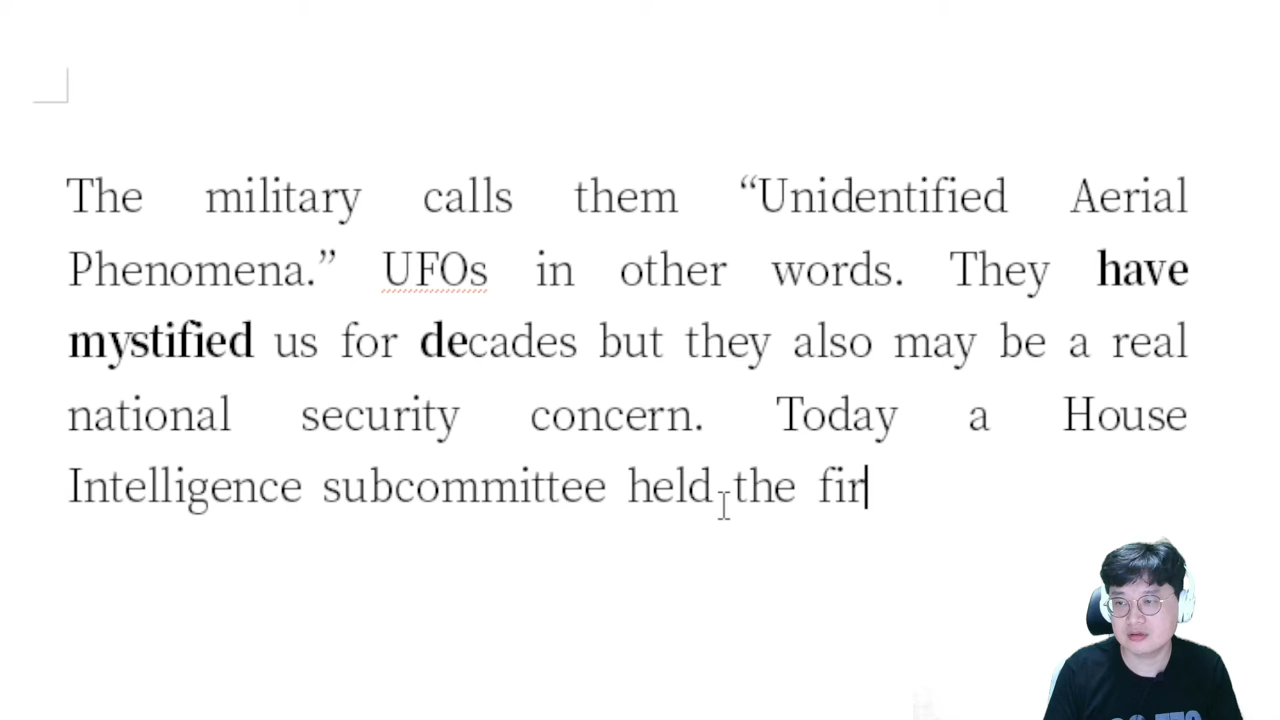 The military calls them “Unidentified Aerial
Phenomena.” UFOs in other words. They have
mystified us for decades but they also may be a real
national security concern. Today a House
Intelligence subcommittee held the fir